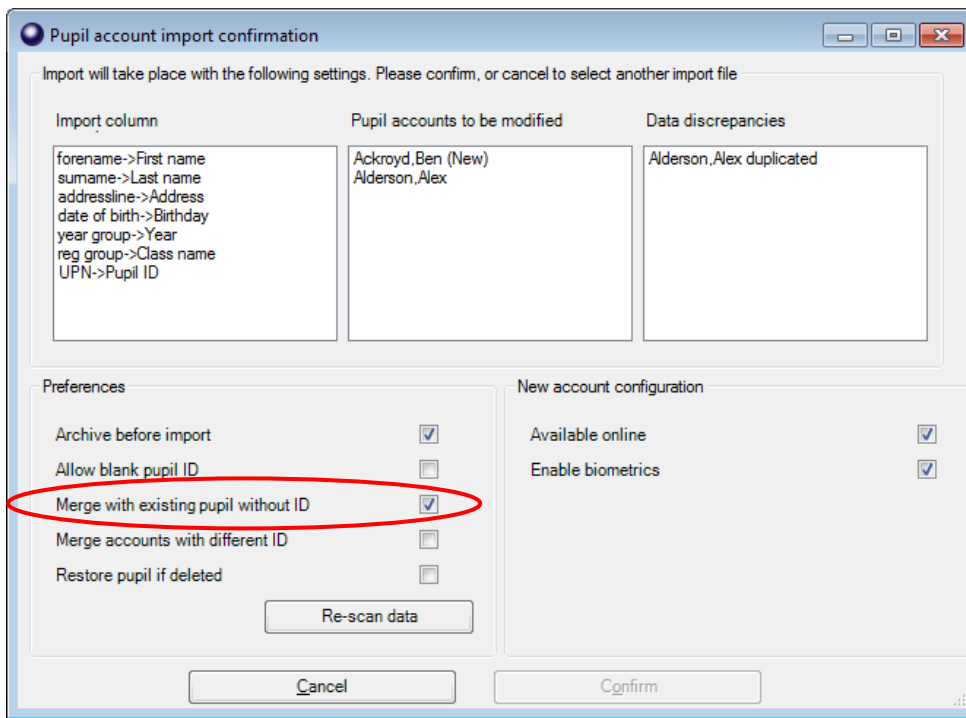 Pupil account import confirmation
Import will take place with the following settings. Please confirm, or cancel to select another import file
Import column
Pupil accounts to be modified
Data discrepancies
forename->First name
surname->Last name
addressline->Address
date of birth->Birthday
year group->Year
reg group->Class name
UPN->Pupil ID
Ackroyd,Ben (New)
Alderson,Alex
Alderson,Alex duplicated
Preferences
Archive before import
Allow blank pupil ID
Merge with existing pupil without ID
Merge accounts with different ID
Restore pupil if deleted
Re-scan data
New account configuration
Available online
Enable biometrics
Cancel
Confirm